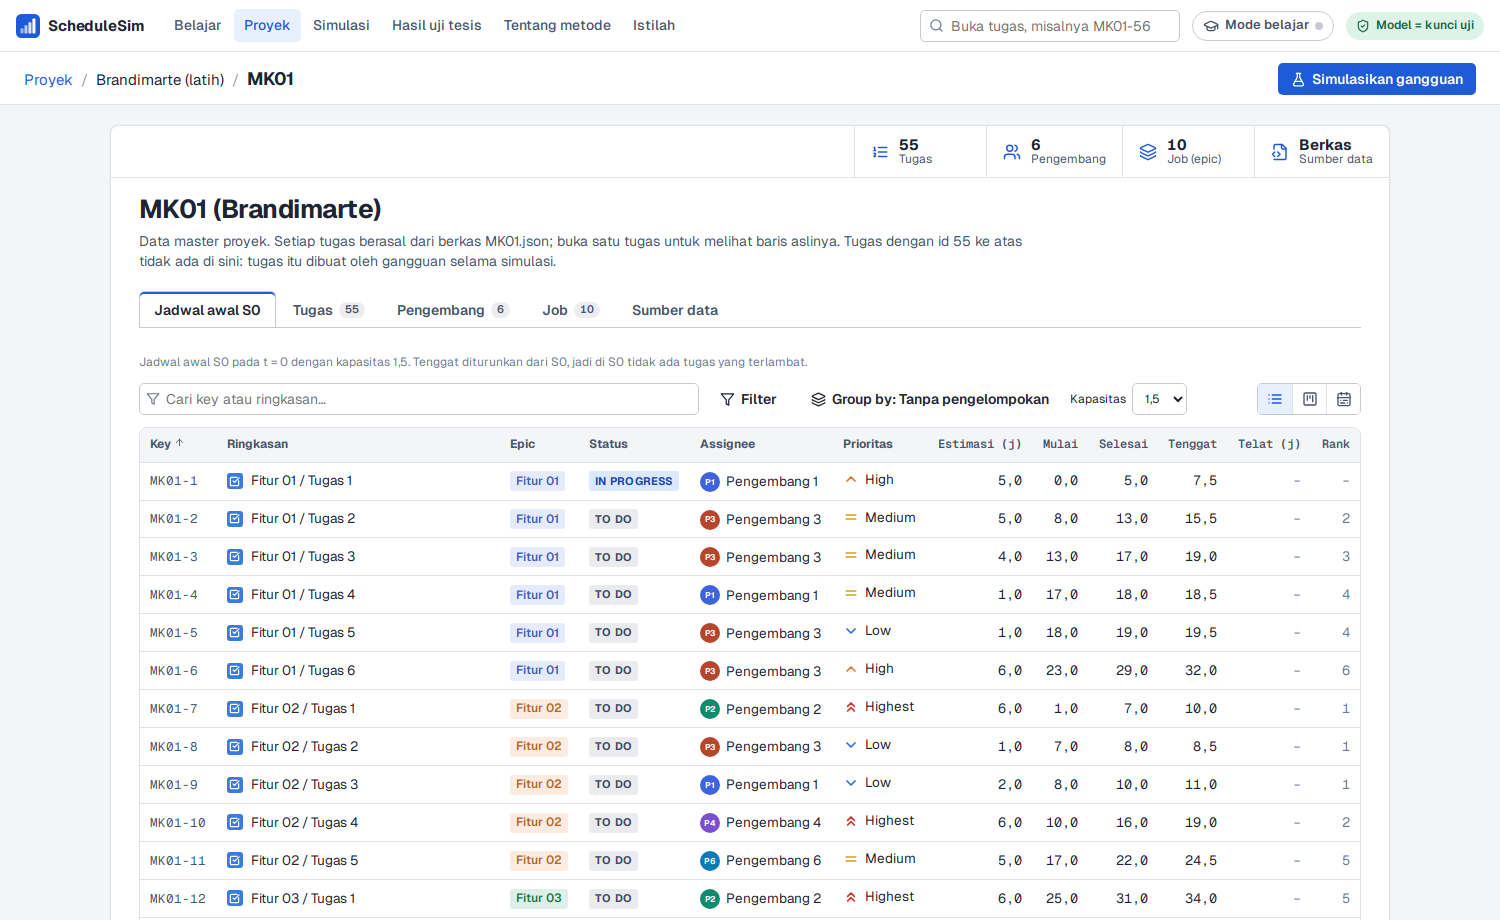 ScheduleSim Belajar Proyek Simulasi Hasil uji tesis Tentang metode Istilah Buka tugas, misalnya MK01-56 Mode belajar Model = kunci uji
Proyek / Brandimarte (latih) / MK01 Simulasikan gangguan
55 6 10 Berkas
Tugas Pengembang Job (epic) Sumber data
MK01 (Brandimarte)
Data master proyek. Setiap tugas berasal dari berkas MK01.json; buka satu tugas untuk melihat baris aslinya. Tugas dengan id 55 ke atas
tidak ada di sini: tugas itu dibuat oleh gangguan selama simulasi.
Jadwal awal S0 Tugas 55 Pengembang 6 Job 10 Sumber data
Jadwal awal S0 pada t = 0 dengan kapasitas 1,5. Tenggat diturunkan dari S0, jadi di S0 tidak ada tugas yang terlambat.
Cari key atau ringkasan... Filter Group by: Tanpa pengelompokan Kapasitas 1,5
Key ↑ Ringkasan Epic Status Assignee Prioritas Estimasi (j) Mulai Selesai Tenggat Telat (j) Rank
MK01-1 Fitur 01 / Tugas 1 Fitur 01 IN PROGRESS P1 Pengembang 1 High 5,0 0,0 5,0 7,5 – –
MK01-2 Fitur 01 / Tugas 2 Fitur 01 TO DO P3 Pengembang 3 Medium 5,0 8,0 13,0 15,5 – 2
MK01-3 Fitur 01 / Tugas 3 Fitur 01 TO DO P3 Pengembang 3 Medium 4,0 13,0 17,0 19,0 – 3
MK01-4 Fitur 01 / Tugas 4 Fitur 01 TO DO P1 Pengembang 1 Medium 1,0 17,0 18,0 18,5 – 4
MK01-5 Fitur 01 / Tugas 5 Fitur 01 TO DO P3 Pengembang 3 Low 1,0 18,0 19,0 19,5 – 4
MK01-6 Fitur 01 / Tugas 6 Fitur 01 TO DO P3 Pengembang 3 High 6,0 23,0 29,0 32,0 – 6
MK01-7 Fitur 02 / Tugas 1 Fitur 02 TO DO P2 Pengembang 2 Highest 6,0 1,0 7,0 10,0 – 1
MK01-8 Fitur 02 / Tugas 2 Fitur 02 TO DO P3 Pengembang 3 Low 1,0 7,0 8,0 8,5 – 1
MK01-9 Fitur 02 / Tugas 3 Fitur 02 TO DO P1 Pengembang 1 Low 2,0 8,0 10,0 11,0 – 1
MK01-10 Fitur 02 / Tugas 4 Fitur 02 TO DO P4 Pengembang 4 Highest 6,0 10,0 16,0 19,0 – 2
MK01-11 Fitur 02 / Tugas 5 Fitur 02 TO DO P6 Pengembang 6 Medium 5,0 17,0 22,0 24,5 – 5
MK01-12 Fitur 03 / Tugas 1 Fitur 03 TO DO P2 Pengembang 2 Highest 6,0 25,0 31,0 34,0 – 5